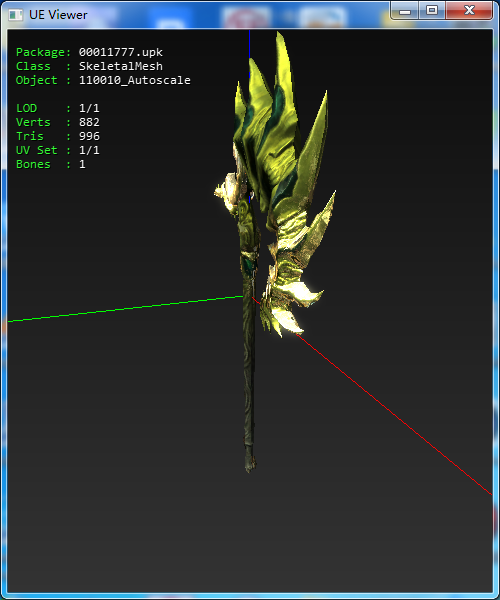 UE Viewer
Package: 00011777.upk
Class : SkeletalMesh
Object : 110010_Autoscale
LOD : 1/1
Verts : 882
Tris : 996
UV Set : 1/1
Bones : 1